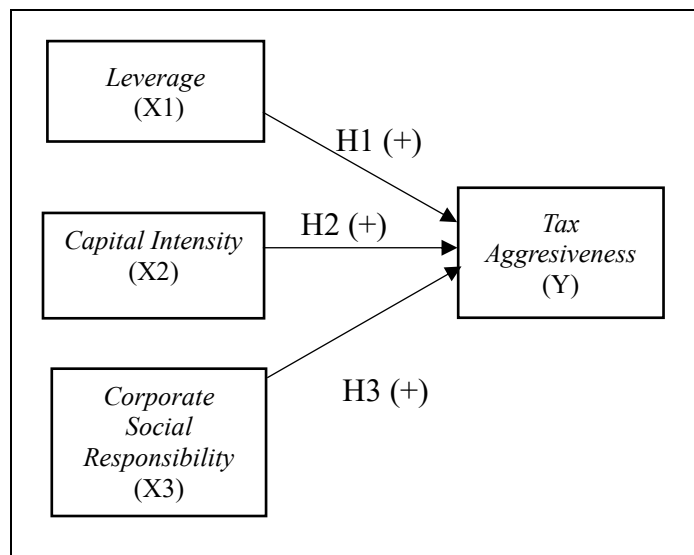 Leverage
(X1)
H1 (+)
Capital Intensity
(X2)
H2 (+)
Tax
Aggresiveness
(Y)
Corporate
Social
Responsibility
(X3)
H3 (+)